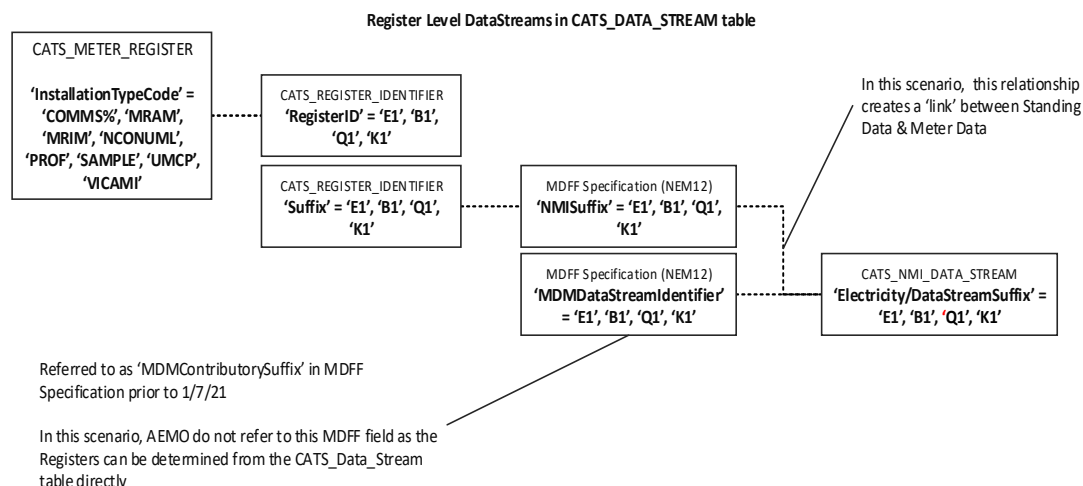 Register Level DataStreams in CATS_DATA_STREAM table
CATS_METER_REGISTER
‘InstallationTypeCode’ =
‘COMMS%’, ‘MRAM’,
‘MRIM’, ‘NCONUML’,
‘PROF’, ‘SAMPLE’, ‘UMCP’,
‘VICAMI’
CATS_REGISTER_IDENTIFIER
‘RegisterID’ = ‘E1’, ‘B1’,
‘Q1’, ‘K1’
CATS_REGISTER_IDENTIFIER
‘Suffix’ = ‘E1’, ‘B1’, ‘Q1’,
‘K1’
MDFF Specification (NEM12)
‘NMISuffix’ = ‘E1’, ‘B1’, ‘Q1’,
‘K1’
MDFF Specification (NEM12)
‘MDMDataStreamIdentifier’
= ‘E1’, ‘B1’, ‘Q1’, ‘K1’
In this scenario, this relationship
creates a ‘link’ between Standing
Data & Meter Data
CATS_NMI_DATA_STREAM
‘Electricity/DataStreamSuffix’ =
‘E1’, ‘B1’, ‘Q1’, ‘K1’
Referred to as ‘MDMContributorySuffix’ in MDFF
Specification prior to 1/7/21
In this scenario, AEMO do not refer to this MDFF field as the
Registers can be determined from the CATS_Data_Stream
table directly